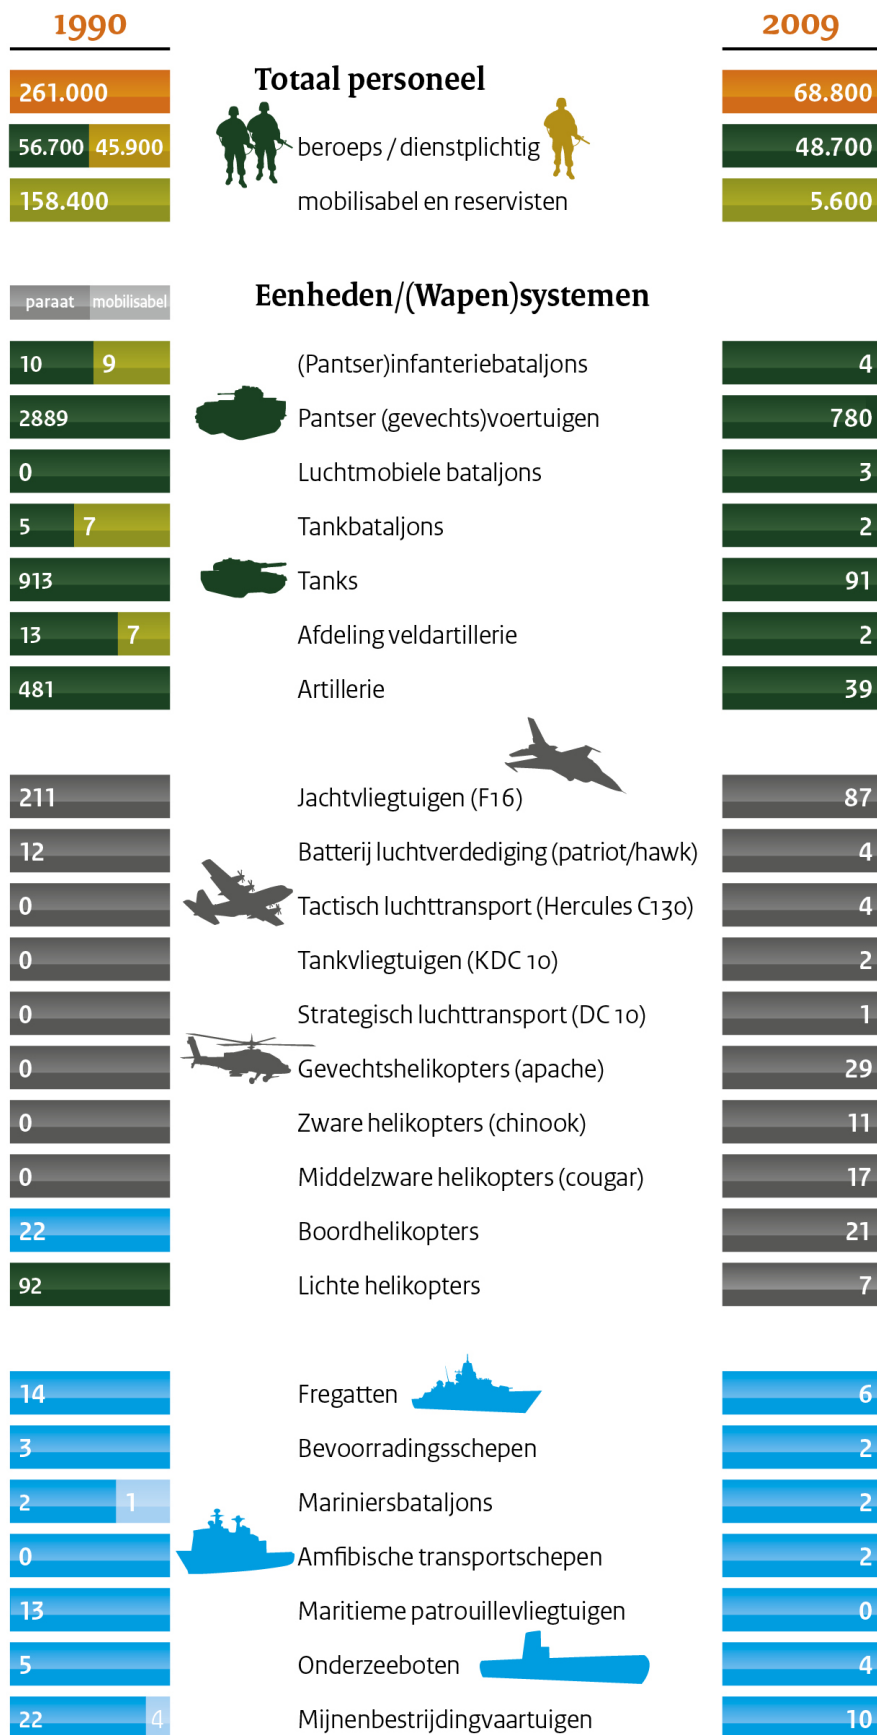 1990 2009
261.000 Totaal personeel 68.800
56.700 45.900 beroeps / dienstplichtig 48.700
158.400 mobilisabel en reservisten 5.600
paraat mobilisabel Eenheden/(Wapen)systemen
10 9 (Pantser)infanteriebataljons 4
2889 Pantser (gevechts)voertuigen 780
0 Luchtmobiele bataljons 3
5 7 Tankbataljons 2
913 Tanks 91
13 7 Afdeling veldartillerie 2
481 Artillerie 39
211 Jachtvliegtuigen (F16) 87
12 Batterij luchtverdediging (patriot/hawk) 4
0 Tactisch luchttransport (Hercules C130) 4
0 Tankvliegtuigen (KDC 10) 2
0 Strategisch luchttransport (DC 10) 1
0 Gevechtshelikopters (apache) 29
0 Zware helikopters (chinook) 11
0 Middelzware helikopters (cougar) 17
22 Boordhelikopters 21
92 Lichte helikopters 7
14 Fregatten 6
3 Bevoorradingsschepen 2
2 1 Mariniersbataljons 2
0 Amfibische transportschepen 2
13 Maritieme patrouillevliegtuigen 0
5 Onderzeeboten 4
22 4 Mijnenbestrijdingvaartuigen 10